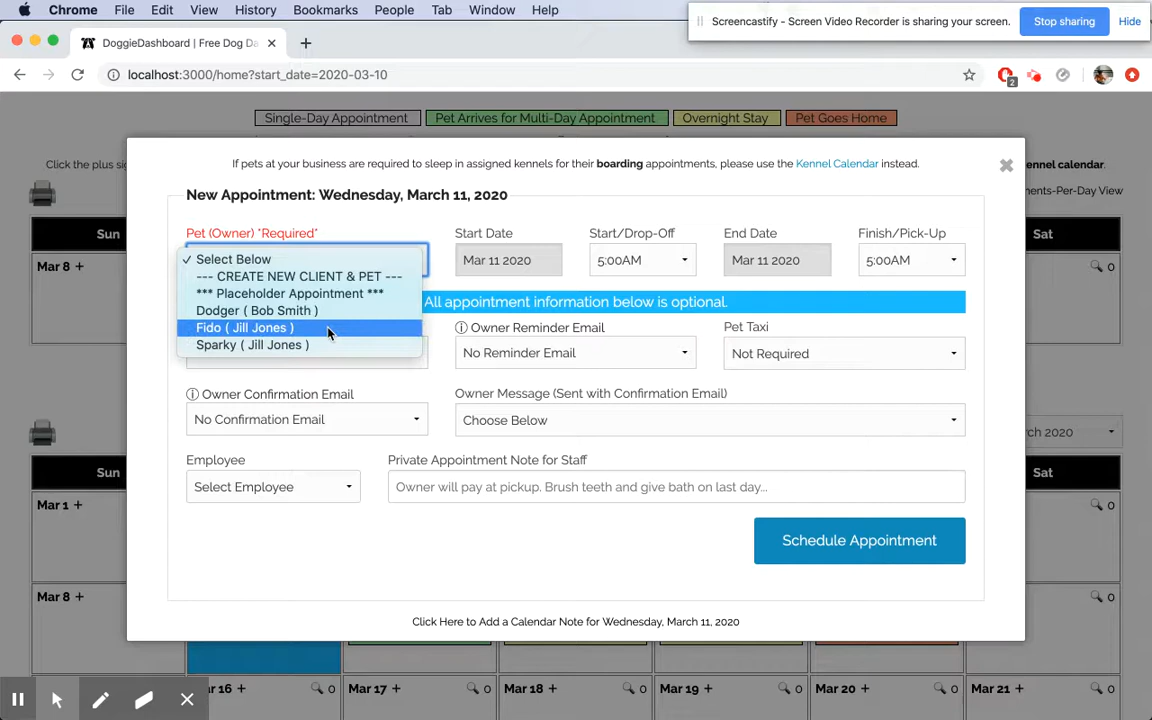 Chrome File Edit View History Bookmarks People Tab Window Help
Screencastify - Screen Video Recorder is sharing your screen. Stop sharing Hide
DoggieDashboard | Free Dog Da
localhost:3000/home?start_date=2020-03-10
2
Single-Day Appointment Pet Arrives for Multi-Day Appointment Overnight Stay Pet Goes Home
Click the plus si
If pets at your business are required to sleep in assigned kennels for their boarding appointments, please use the Kennel Calendar instead.
ennel calendar.
ments-Per-Day View
New Appointment: Wednesday, March 11, 2020
Sun
Sat
Pet (Owner) *Required* Start Date Start/Drop-Off End Date Finish/Pick-Up
Mar 11 2020 5:00AM Mar 11 2020 5:00AM
✓ Select Below
--- CREATE NEW CLIENT & PET ---
*** Placeholder Appointment ***
Dodger ( Bob Smith )
Fido ( Jill Jones )
Sparky ( Jill Jones )
Mar 8 +
0
All appointment information below is optional.
Owner Reminder Email Pet Taxi
No Reminder Email Not Required
Owner Confirmation Email Owner Message (Sent with Confirmation Email)
No Confirmation Email Choose Below
rch 2020
Employee Private Appointment Note for Staff
Sun
Sat
Select Employee Owner will pay at pickup. Brush teeth and give bath on last day...
Mar 1 +
0
Schedule Appointment
Mar 8 +
0
Click Here to Add a Calendar Note for Wednesday, March 11, 2020
ar 16 + 0 Mar 17 + 0 Mar 18 + 0 Mar 19 + 0 Mar 20 + 0 Mar 21 + 0